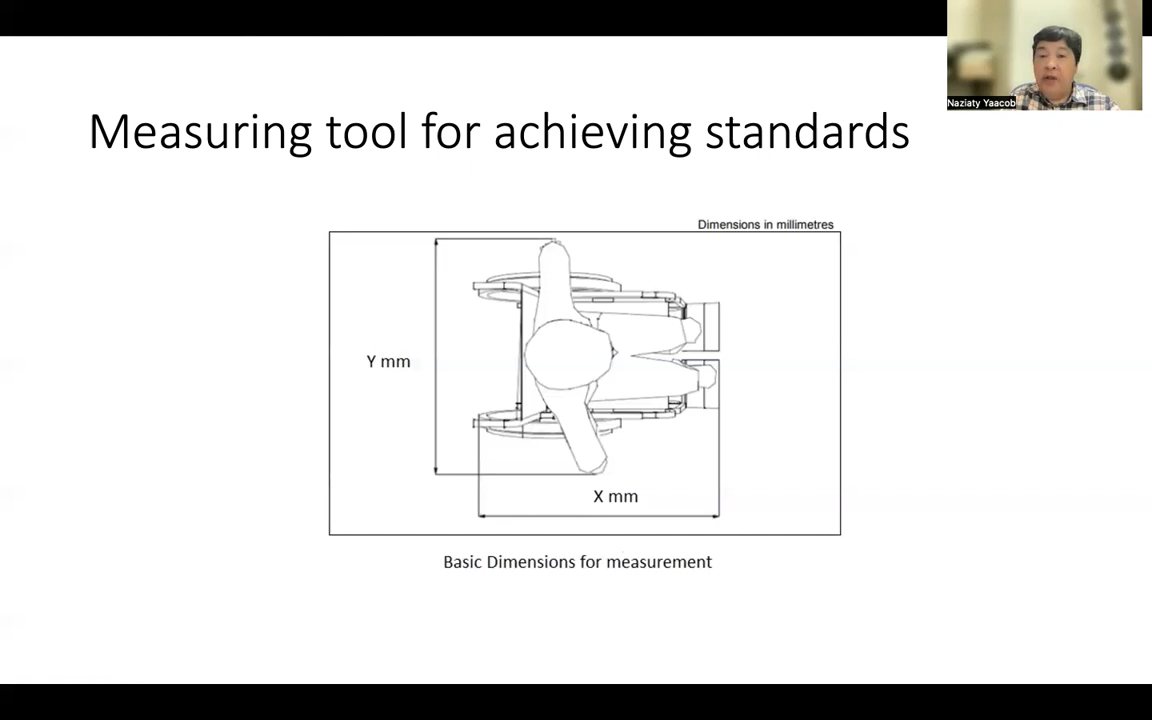 Naziaty Yaacob
Measuring tool for achieving standards
Dimensions in millimetres
Y mm
X mm
Basic Dimensions for measurement